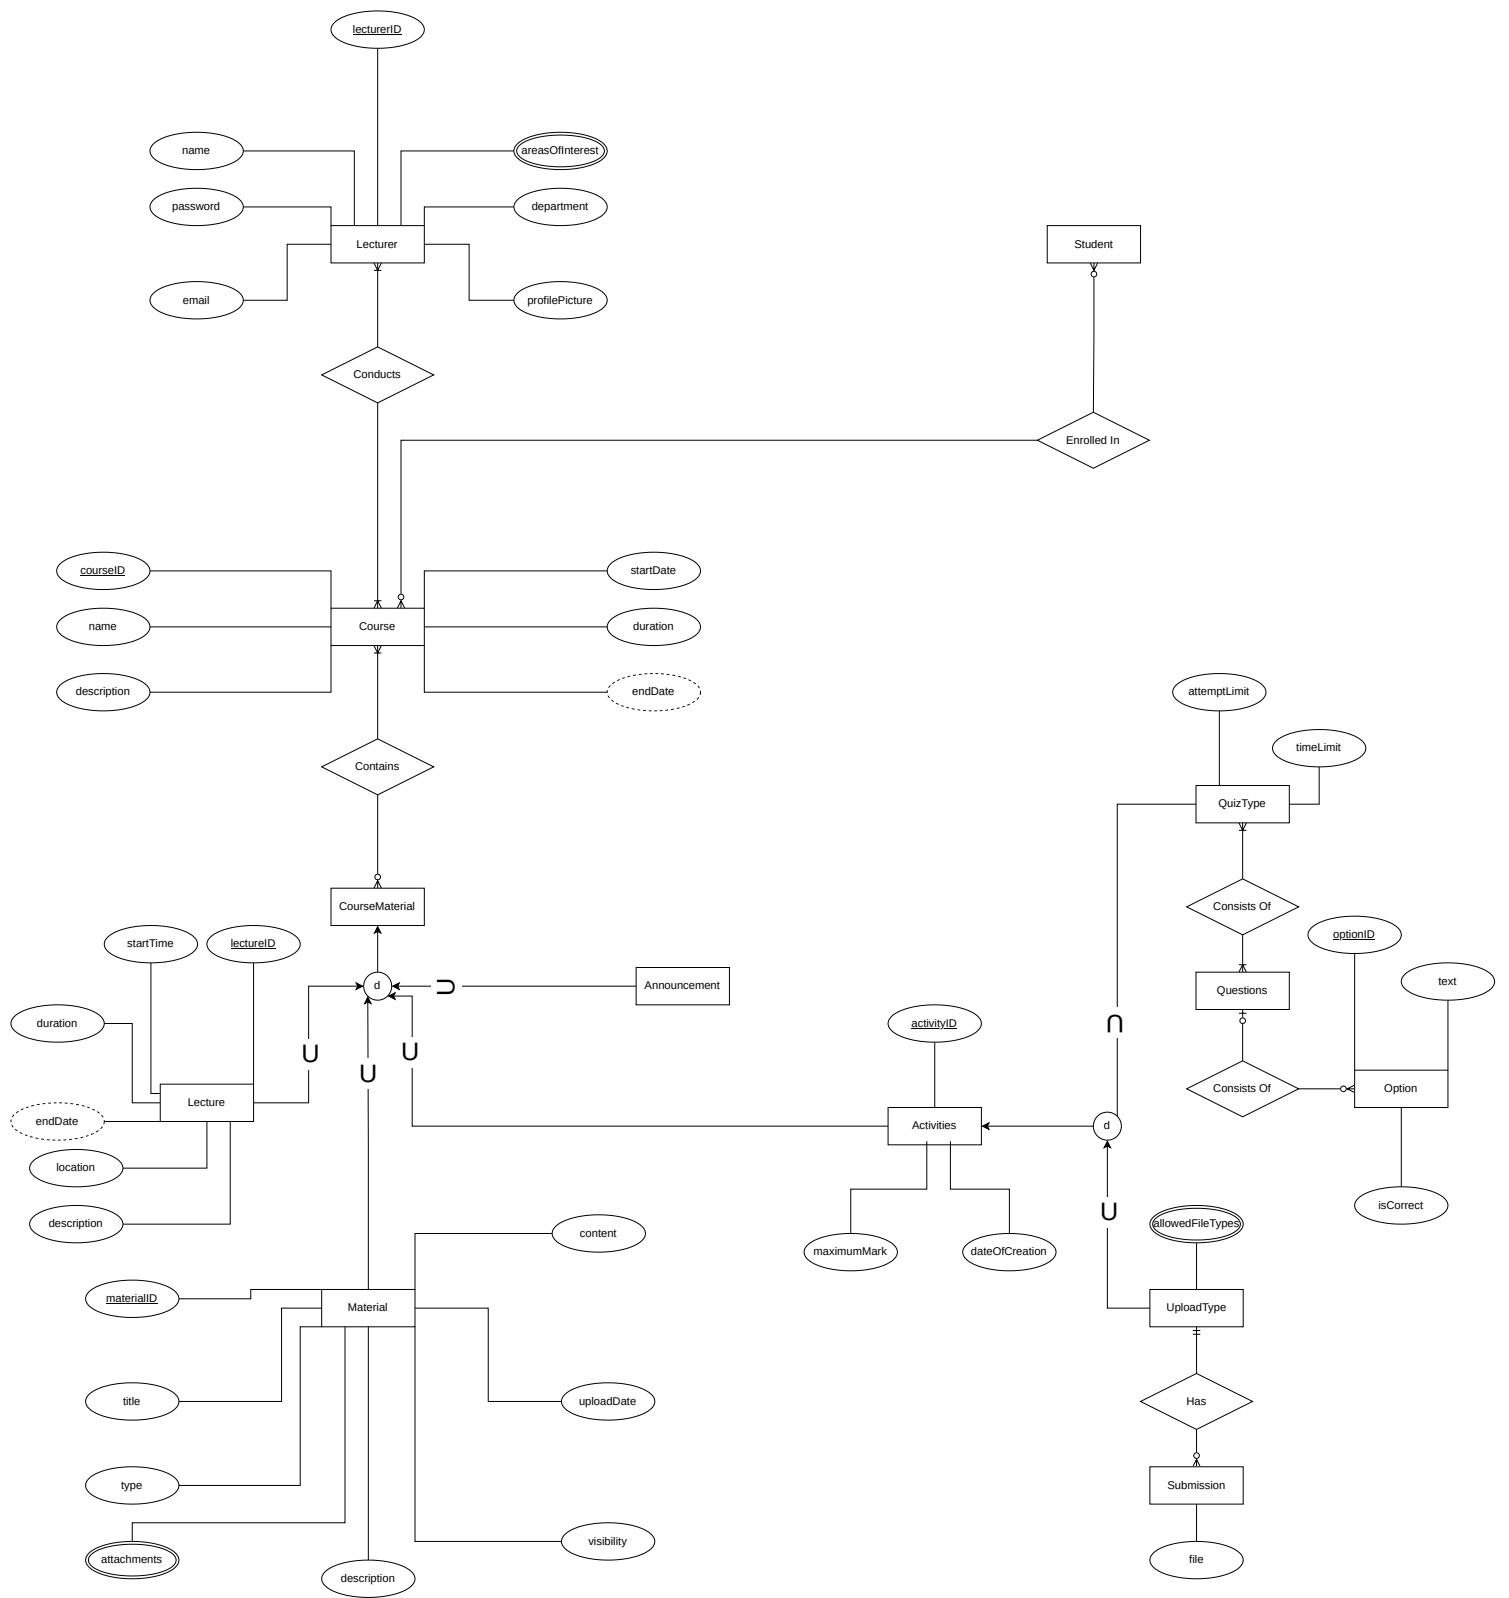 lecturerID
name
areasOfInterest
password
department
Lecturer
Student
email
profilePicture
Conducts
Enrolled In
courseID
startDate
name
Course
duration
description
endDate
attemptLimit
timeLimit
Contains
QuizType
CourseMaterial
Consists Of
startTime
lectureID
optionID
d
Announcement
Questions
text
duration
activityID
Lecture
Consists Of
Option
endDate
Activities
d
location
description
isCorrect
allowedFileTypes
content
maximumMark
dateOfCreation
materialID
Material
UploadType
title
uploadDate
Has
type
Submission
attachments
visibility
file
description